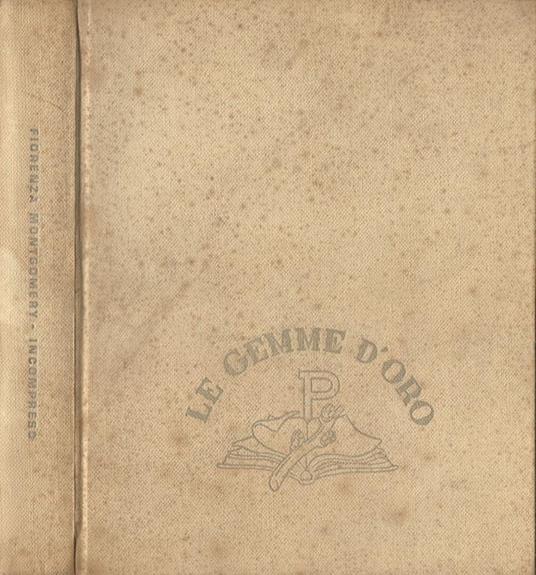 FIORENZA MONTGOMERY - INCOMPRESO
LE GEMME D'ORO